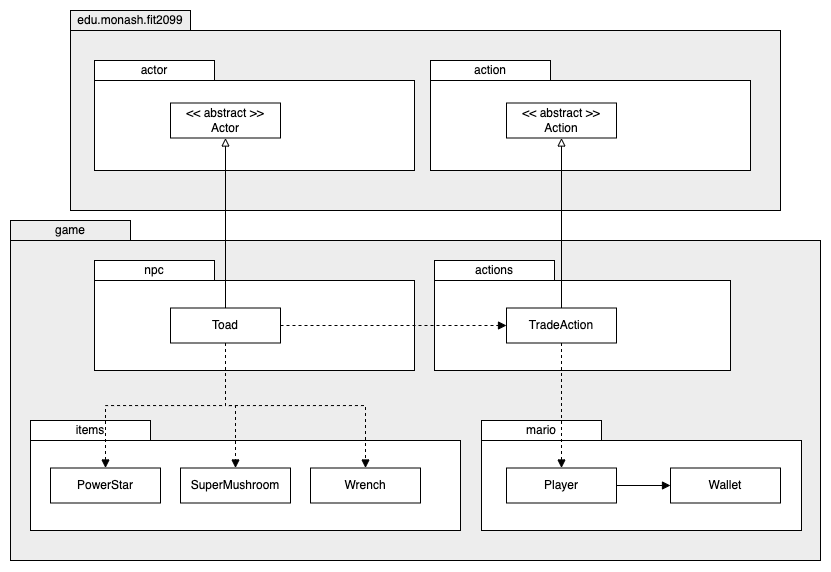 edu.monash.fit2099
actor
action
<< abstract >>
Actor
<< abstract >>
Action
game
npc
actions
Toad
TradeAction
items
mario
PowerStar
SuperMushroom
Wrench
Player
Wallet